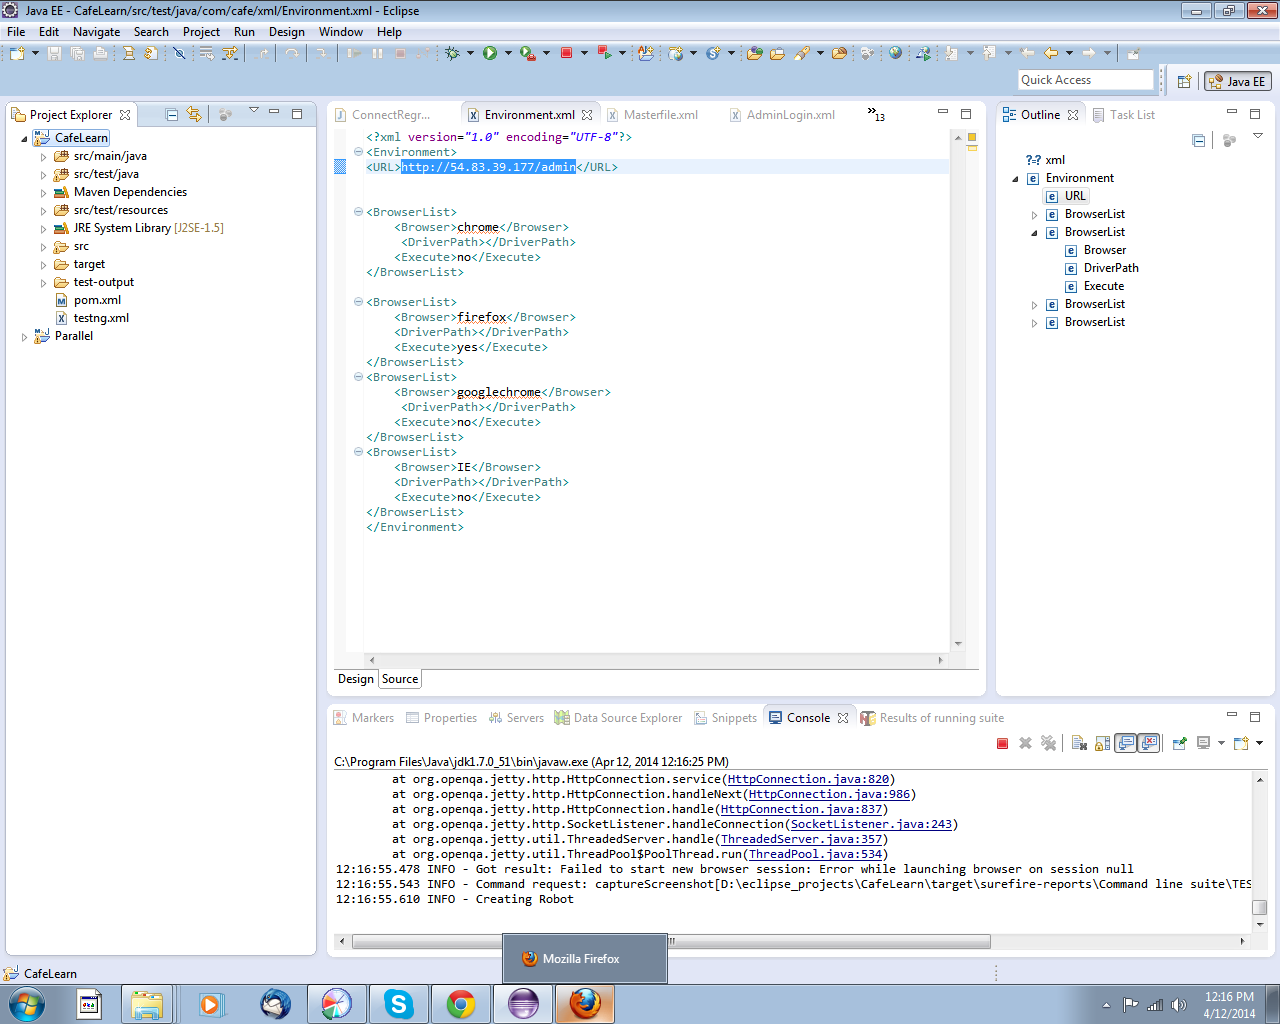 Java EE - CafeLearn/src/test/java/com/cafe/xml/Environment.xml - Eclipse
File Edit Navigate Search Project Run Design Window Help
Quick Access
Java EE
Project Explorer
CafeLearn
src/main/java
src/test/java
Maven Dependencies
src/test/resources
JRE System Library [J2SE-1.5]
src
target
test-output
pom.xml
testng.xml
Parallel
ConnectRegr... Environment.xml Masterfile.xml AdminLogin.xml »13
<?xml version="1.0" encoding="UTF-8"?>
<Environment>
<URL>http://54.83.39.177/admin</URL>
<BrowserList>
<Browser>chrome</Browser>
<DriverPath></DriverPath>
<Execute>no</Execute>
</BrowserList>
<BrowserList>
<Browser>firefox</Browser>
<DriverPath></DriverPath>
<Execute>yes</Execute>
</BrowserList>
<BrowserList>
<Browser>googlechrome</Browser>
<DriverPath></DriverPath>
<Execute>no</Execute>
</BrowserList>
<BrowserList>
<Browser>IE</Browser>
<DriverPath></DriverPath>
<Execute>no</Execute>
</BrowserList>
</Environment>
Design Source
Outline Task List
?-? xml
e Environment
e URL
e BrowserList
e BrowserList
e Browser
e DriverPath
e Execute
e BrowserList
e BrowserList
Markers Properties Servers Data Source Explorer Snippets Console Results of running suite
C:\Program Files\Java\jdk1.7.0_51\bin\javaw.exe (Apr 12, 2014 12:16:25 PM)
at org.openqa.jetty.http.HttpConnection.service(HttpConnection.java:820)
at org.openqa.jetty.http.HttpConnection.handleNext(HttpConnection.java:986)
at org.openqa.jetty.http.HttpConnection.handle(HttpConnection.java:837)
at org.openqa.jetty.http.SocketListener.handleConnection(SocketListener.java:243)
at org.openqa.jetty.util.ThreadedServer.handle(ThreadedServer.java:357)
at org.openqa.jetty.util.ThreadPool$PoolThread.run(ThreadPool.java:534)
12:16:55.478 INFO - Got result: Failed to start new browser session: Error while launching browser on session null
12:16:55.543 INFO - Command request: captureScreenshot[D:\eclipse_projects\CafeLearn\target\surefire-reports\Command line suite\TES
12:16:55.610 INFO - Creating Robot
Mozilla Firefox
CafeLearn
12:16 PM
4/12/2014